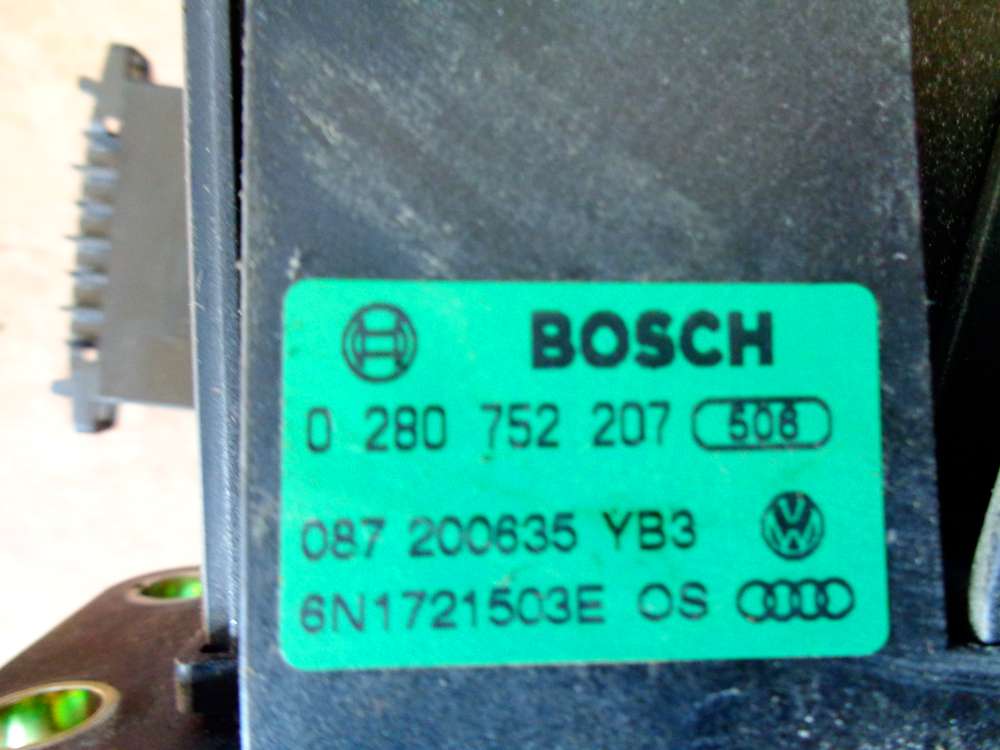 BOSCH
0 280 752 207 508
087 200635 YB3
6N1721503E OS